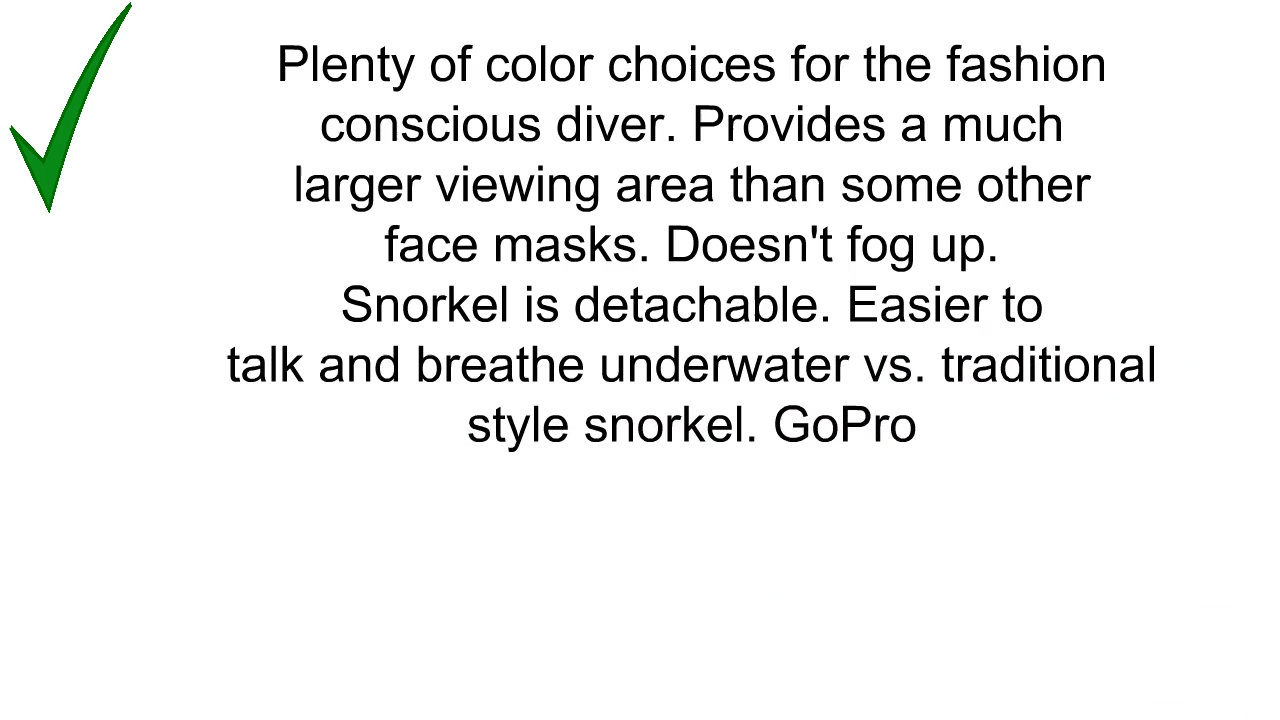 Plenty of color choices for the fashion
conscious diver. Provides a much
larger viewing area than some other
face masks. Doesn't fog up.
Snorkel is detachable. Easier to
talk and breathe underwater vs. traditional
style snorkel. GoPro